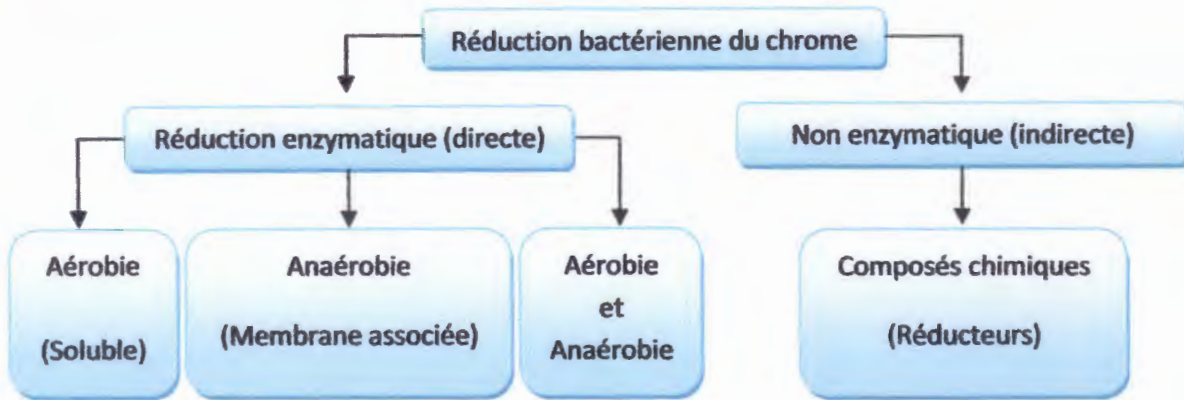 Réduction bactérienne du chrome
Réduction enzymatique (directe)
Non enzymatique (indirecte)
Aérobie
(Soluble)
Anaérobie
(Membrane associée)
Aérobie
et
Anaérobie
Composés chimiques
(Réducteurs)